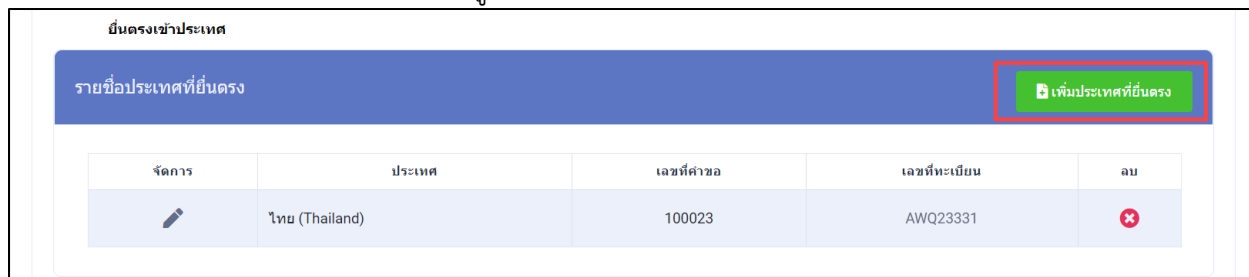 ยื่นตรงเข้าประเทศ
รายชื่อประเทศที่ยื่นตรง
เพิ่มประเทศที่ยื่นตรง
จัดการ ประเทศ เลขที่คำขอ เลขที่ทะเบียน ลบ
ไทย (Thailand) 100023 AWQ23331